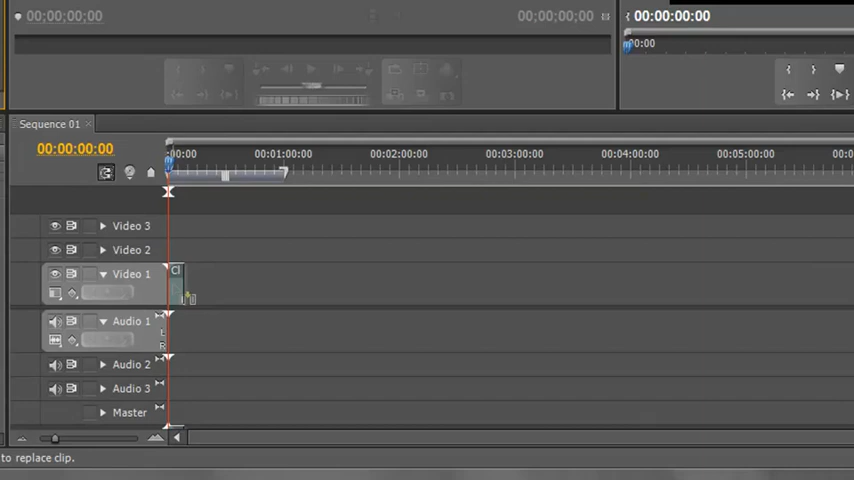 00;00;00;00
00;00;00;00
00:00:00:00
00:00
Sequence 01
00:00:00:00
:00:00 00:01:00:00 00:02:00:00 00:03:00:00 00:04:00:00 00:05:00:00 00:0
Video 3
Video 2
Video 1
Cl
Audio 1
L
R
Audio 2
Audio 3
Master
to replace clip.